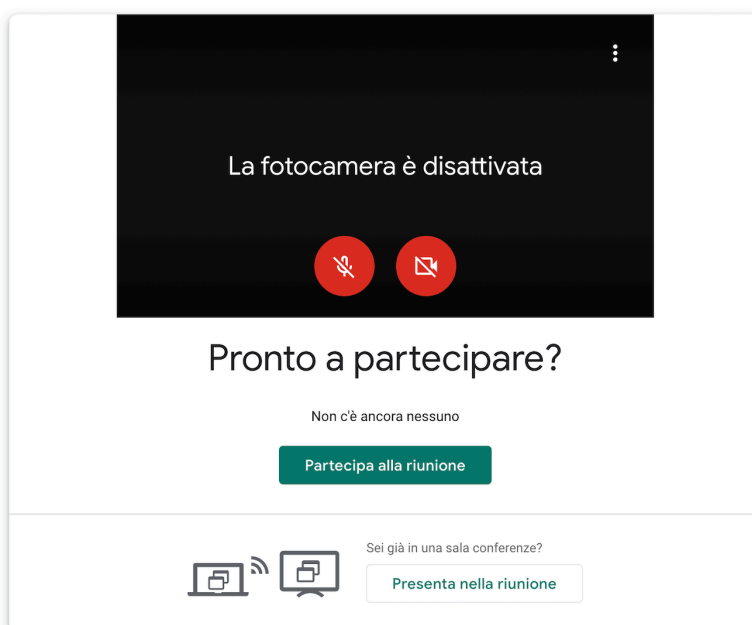 La fotocamera è disattivata
Pronto a partecipare?
Non c'è ancora nessuno
Partecipa alla riunione
Sei già in una sala conferenze?
Presenta nella riunione